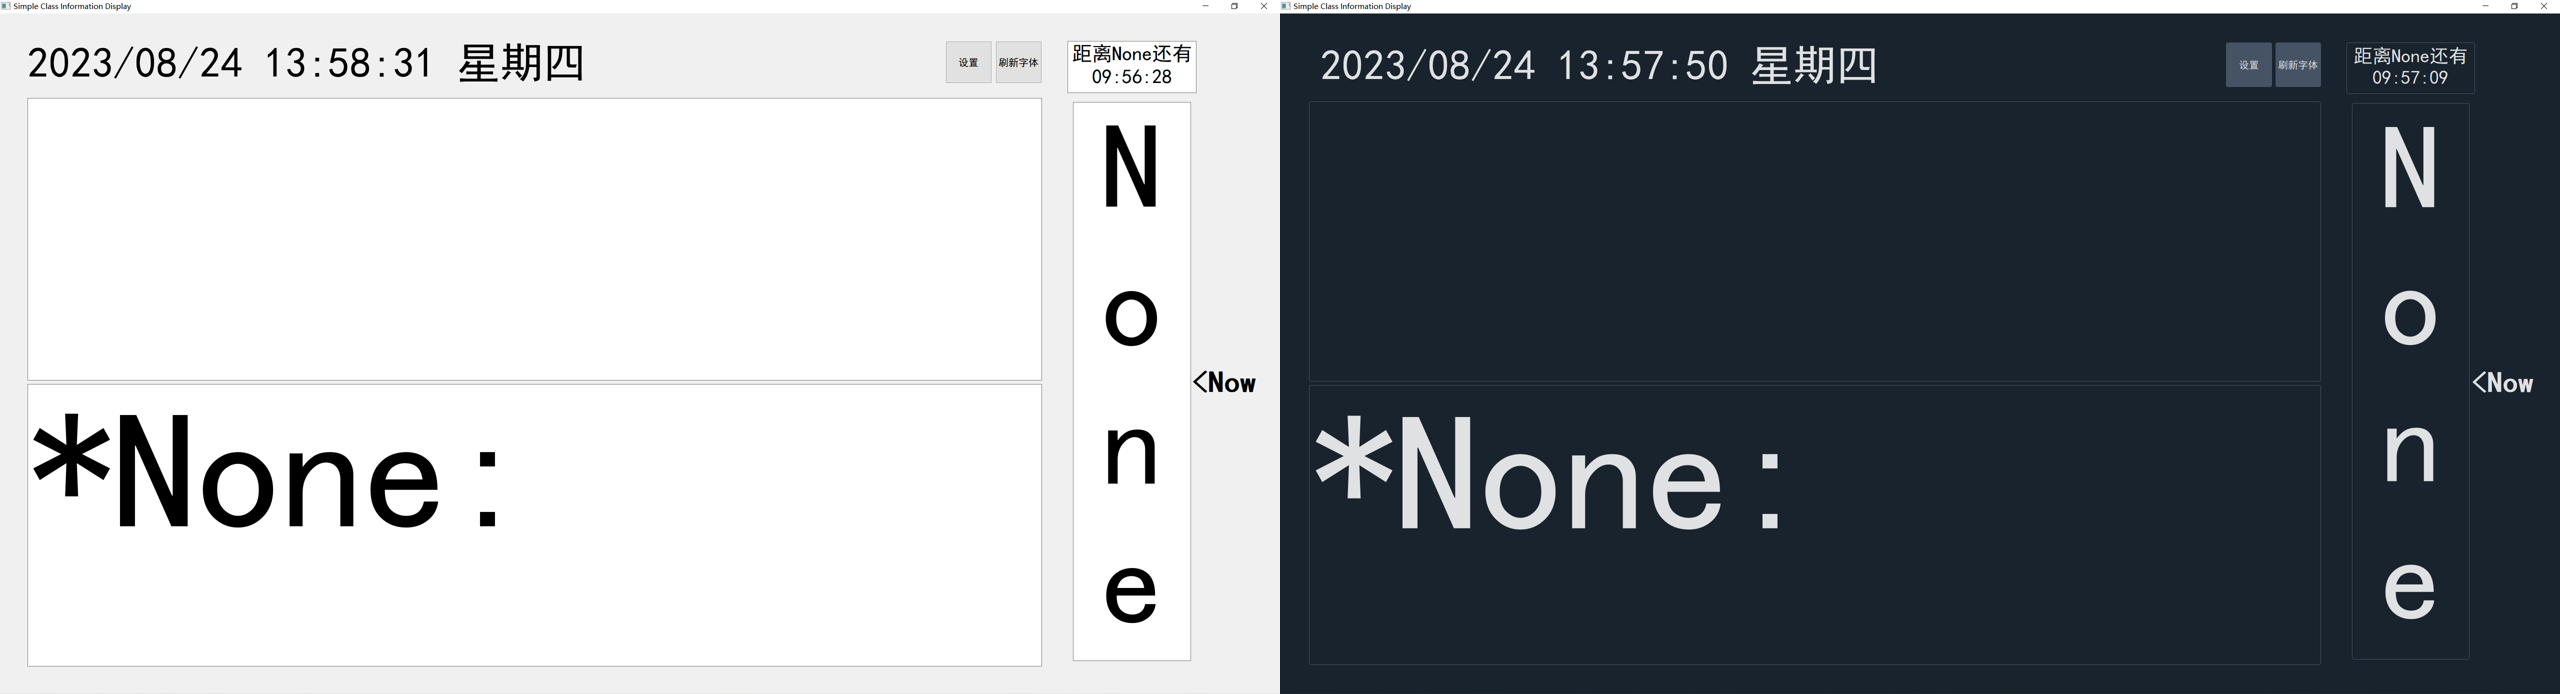 Simple Class Information Display
2023/08/24 13:58:31 星期四
设置
刷新字体
距离None还有
09:56:28
N
o
n
e
<Now
*None:
Simple Class Information Display
2023/08/24 13:57:50 星期四
设置
刷新字体
距离None还有
09:57:09
N
o
n
e
<Now
*None: